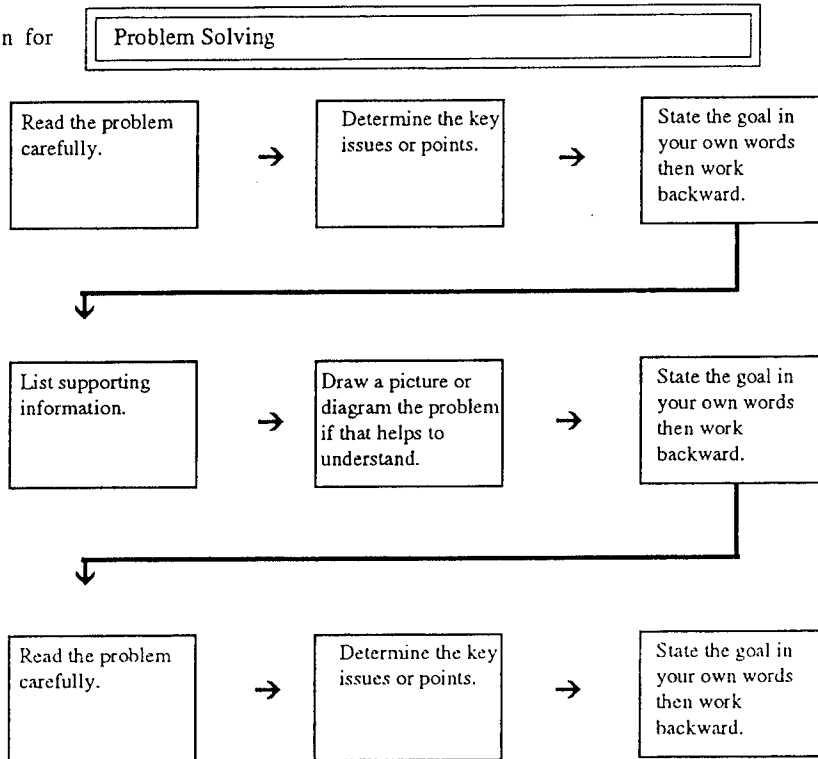 n for Problem Solving
Read the problem
carefully.
→
Determine the key
issues or points.
→
State the goal in
your own words
then work
backward.
List supporting
information.
→
Draw a picture or
diagram the problem
if that helps to
understand.
→
State the goal in
your own words
then work
backward.
Read the problem
carefully.
→
Determine the key
issues or points.
→
State the goal in
your own words
then work
backward.